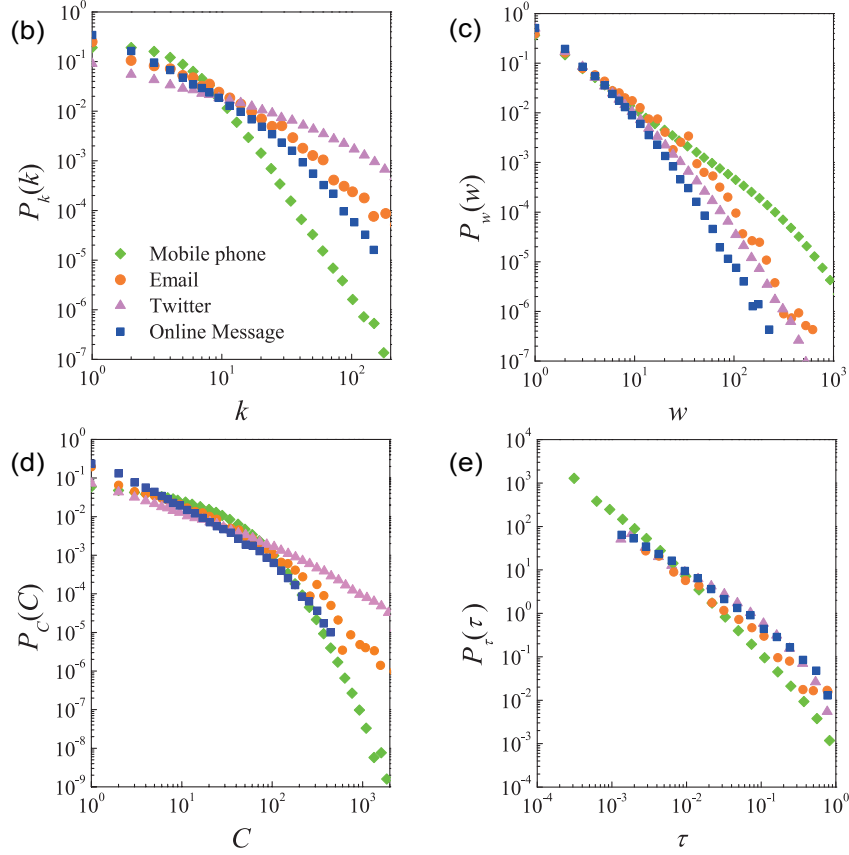 (b)
10^0
10^-1
10^-2
10^-3
10^-4
10^-5
10^-6
10^-7
P_k(k)
Mobile phone
Email
Twitter
Online Message
10^0 10^1 10^2
k
(c)
10^0
10^-1
10^-2
10^-3
10^-4
10^-5
10^-6
10^-7
P_w(w)
10^0 10^1 10^2 10^3
w
(d)
10^0
10^-1
10^-2
10^-3
10^-4
10^-5
10^-6
10^-7
10^-8
10^-9
P_C(C)
10^0 10^1 10^2 10^3
C
(e)
10^4
10^3
10^2
10^1
10^0
10^-1
10^-2
10^-3
10^-4
P_τ(τ)
10^-4 10^-3 10^-2 10^-1 10^0
τ